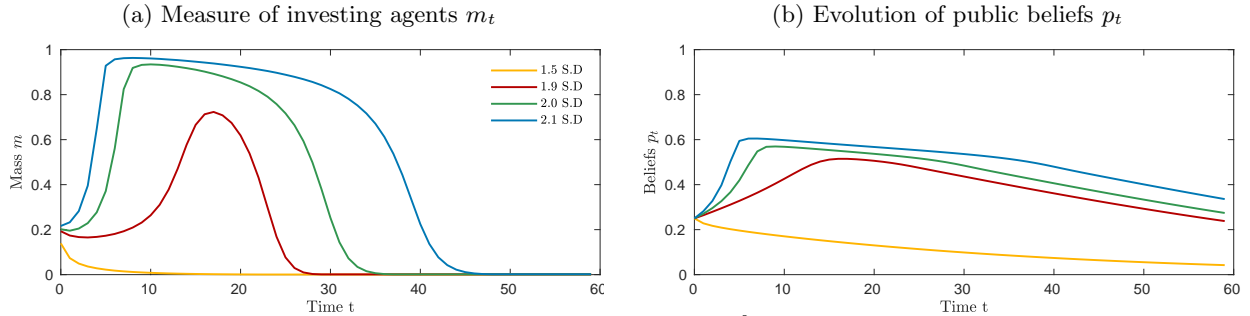 (a) Measure of investing agents m_t
1
0.8
0.6
0.4
0.2
0
0 10 20 30 40 50 60
Mass m
Time t
1.5 S.D
1.9 S.D
2.0 S.D
2.1 S.D
(b) Evolution of public beliefs p_t
1
0.8
0.6
0.4
0.2
0
0 10 20 30 40 50 60
Beliefs p_t
Time t